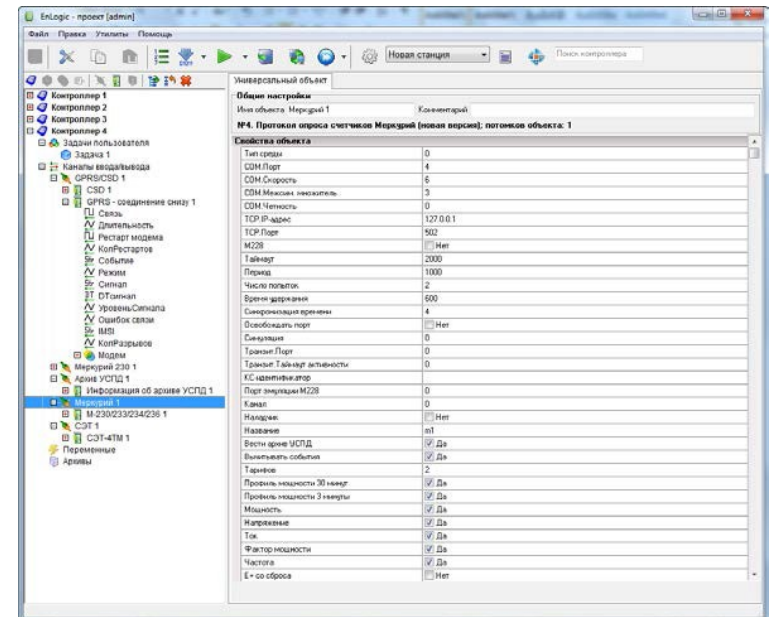 EnLogic - проект [admin]
Файл Правка Утилиты Помощь
Новая станция
Поиск контроллера
Контроллер 1
Контроллер 2
Контроллер 3
Контроллер 4
Задачи пользователя
Задача 1
Каналы ввода/вывода
GPRS/CSD 1
CSD 1
GPRS - соединение снизу 1
Связь
Длительность
Рестарт модема
КолРестартов
Событие
Режим
Сигнал
DTсигнал
УровеньСигнала
Ошибок связи
IMSI
КолРазрывов
Модем
Меркурий 230 1
Архив УСПД 1
Информация об архиве УСПД 1
Меркурий 1
М-230/233/234/236 1
СЭТ 1
СЭТ-4ТМ 1
Переменные
Архивы
Универсальный объект
Общие настройки
Имя объекта Меркурий 1 Комментарий
№4. Протокол опроса счетчиков Меркурий (новая версия); потомков объекта: 1
Свойства объекта
Тип среды 0
COM.Порт 4
COM.Скорость 6
COM.Максим. множитель 3
COM.Четность 0
TCP.IP-адрес 127.0.0.1
TCP.Порт 502
М228 Нет
Таймаут 2000
Период 1000
Число попыток 2
Время удержания 600
Синхронизация времени 4
Освобождать порт Нет
Симуляция 0
Транзит.Порт 0
Транзит.Таймаут активности 0
КС-идентификатор
Порт эмуляции М228 0
Канал 0
Наладчик Нет
Название m1
Вести архив УСПД Да
Вычитывать события Да
Тарифов 2
Профиль мощности 30 минут Да
Профиль мощности 3 минуты Да
Мощность Да
Напряжение Да
Ток Да
Фактор мощности Да
Частота Да
E+ со сброса Нет